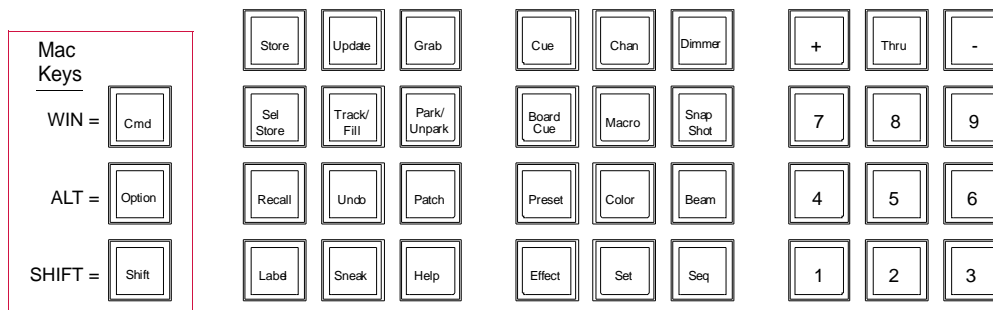 Mac
Keys
WIN =
Cmd
ALT =
Option
SHIFT =
Shift
Store
Update
Grab
Sel
Store
Track/
Fill
Park/
Unpark
Recall
Undo
Patch
Label
Sneak
Help
Cue
Chan
Dimmer
Board
Cue
Macro
Snap
Shot
Preset
Color
Beam
Effect
Set
Seq
+
Thru
-
7
8
9
4
5
6
1
2
3